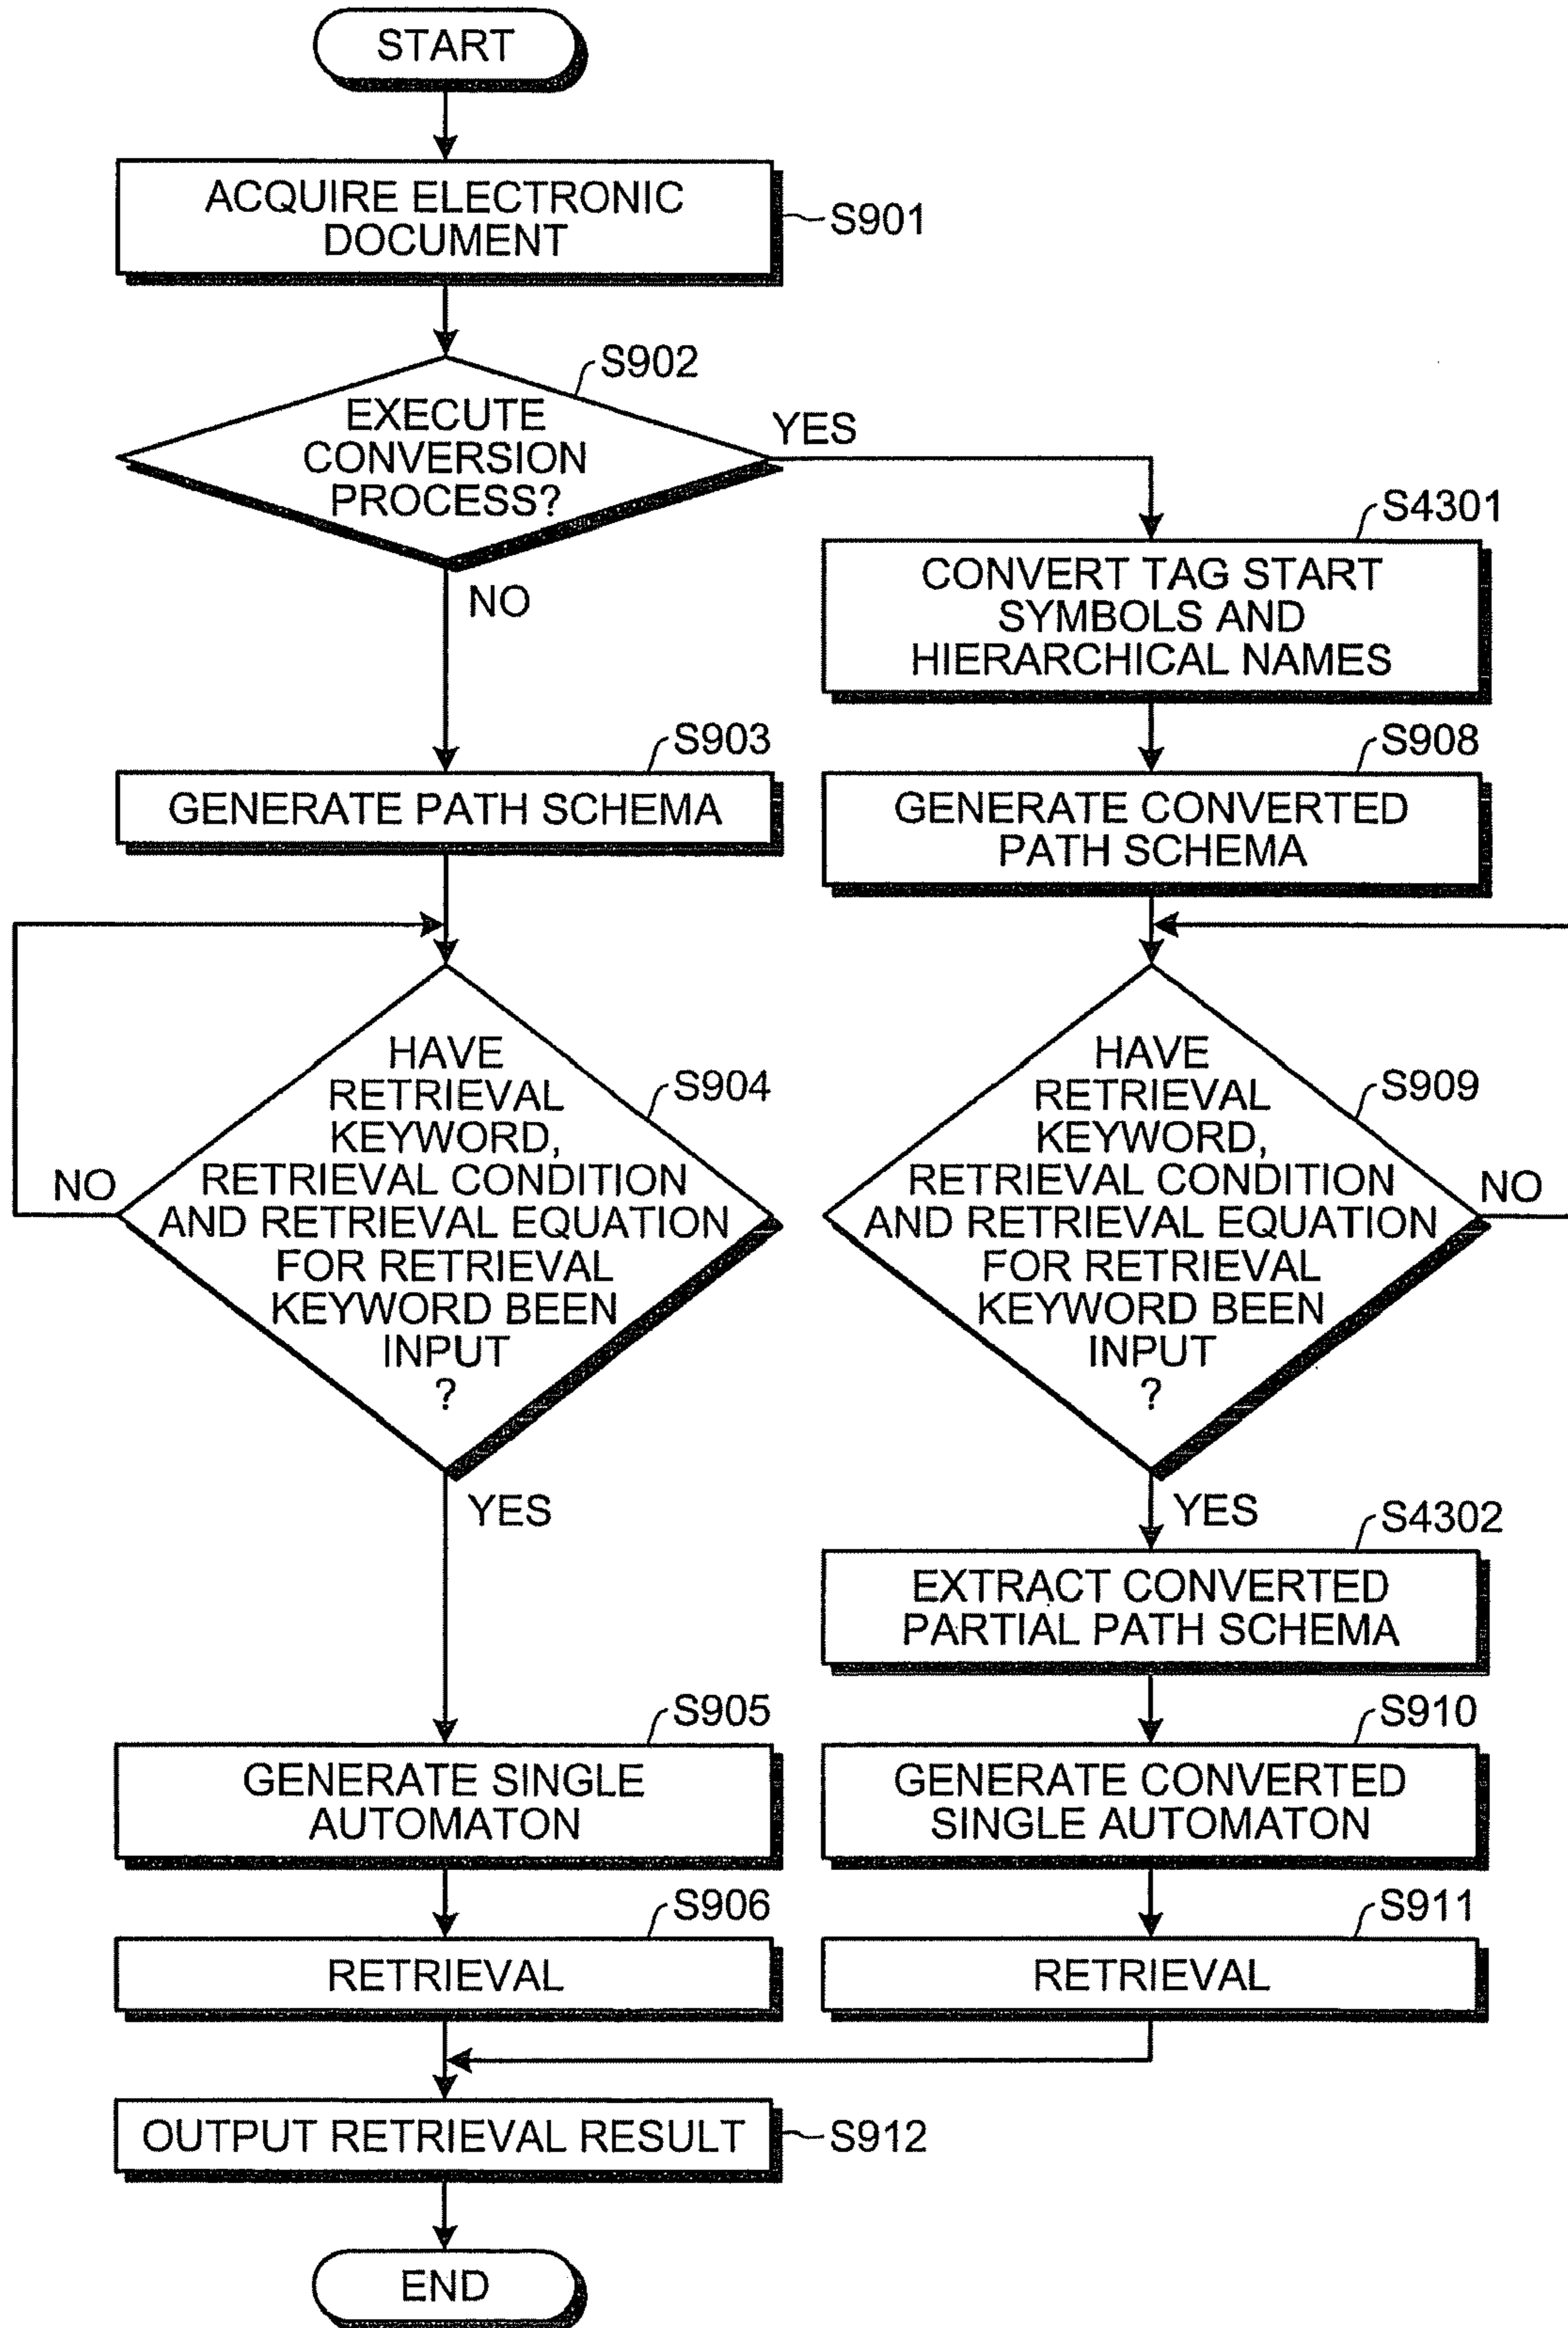 START
ACQUIRE ELECTRONIC
DOCUMENT
S901
S902
EXECUTE
CONVERSION
PROCESS?
YES
NO
S4301
CONVERT TAG START
SYMBOLS AND
HIERARCHICAL NAMES
S903
GENERATE PATH SCHEMA
S908
GENERATE CONVERTED
PATH SCHEMA
HAVE
RETRIEVAL
KEYWORD,
RETRIEVAL CONDITION
AND RETRIEVAL EQUATION
FOR RETRIEVAL
KEYWORD BEEN
INPUT
?
S904
NO
YES
HAVE
RETRIEVAL
KEYWORD,
RETRIEVAL CONDITION
AND RETRIEVAL EQUATION
FOR RETRIEVAL
KEYWORD BEEN
INPUT
?
S909
NO
YES
S4302
EXTRACT CONVERTED
PARTIAL PATH SCHEMA
S905
GENERATE SINGLE
AUTOMATON
S910
GENERATE CONVERTED
SINGLE AUTOMATON
S906
RETRIEVAL
S911
RETRIEVAL
OUTPUT RETRIEVAL RESULT
S912
END